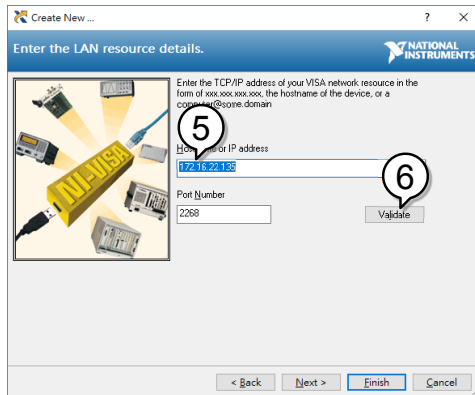 Create New ...
? ×
Enter the LAN resource details.
NATIONAL
INSTRUMENTS
Enter the TCP/IP address of your VISA network resource in the
form of xxx.xxx.xxx.xxx, the hostname of the device, or a
computer@some.domain
5
or IP address
172.16.22.135
6
Port Number
2268
Validate
NI-VISA
< Back
Next >
Finish
Cancel